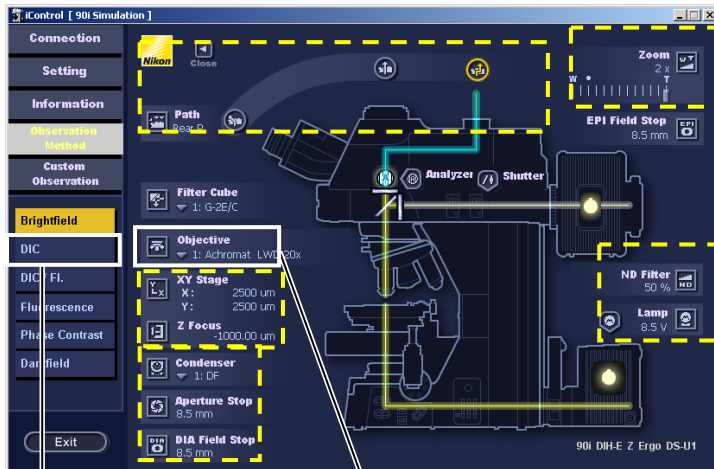 iControl [ 90i Simulation ]
Connection
Setting
Information
Observation
Method
Custom
Observation
Brightfield
DIC
DIC / Fl.
Fluorescence
Phase Contrast
Darkfield
Exit
Nikon
Close
Path
Rear P
Filter Cube
1: G-2E/C
Objective
1: Achromat LWD 20x
XY Stage
X: 2500 um
Y: 2500 um
Z Focus
-1000.00 um
Condenser
1: DF
Aperture Stop
8.5 mm
DIA Field Stop
8.5 mm
Analyzer
Shutter
Zoom
2 x
W T
EPI Field Stop
8.5 mm
ND Filter
50 %
Lamp
8.5 V
90i DIH-E Z Ergo DS-U1